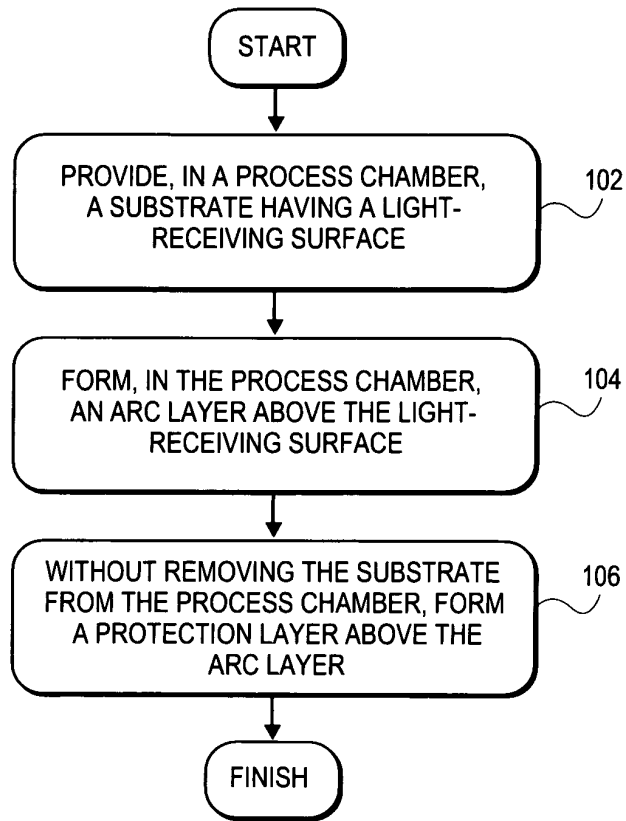 START
PROVIDE, IN A PROCESS CHAMBER,
A SUBSTRATE HAVING A LIGHT-
RECEIVING SURFACE
102
FORM, IN THE PROCESS CHAMBER,
AN ARC LAYER ABOVE THE LIGHT-
RECEIVING SURFACE
104
WITHOUT REMOVING THE SUBSTRATE
FROM THE PROCESS CHAMBER, FORM
A PROTECTION LAYER ABOVE THE
ARC LAYER
106
FINISH